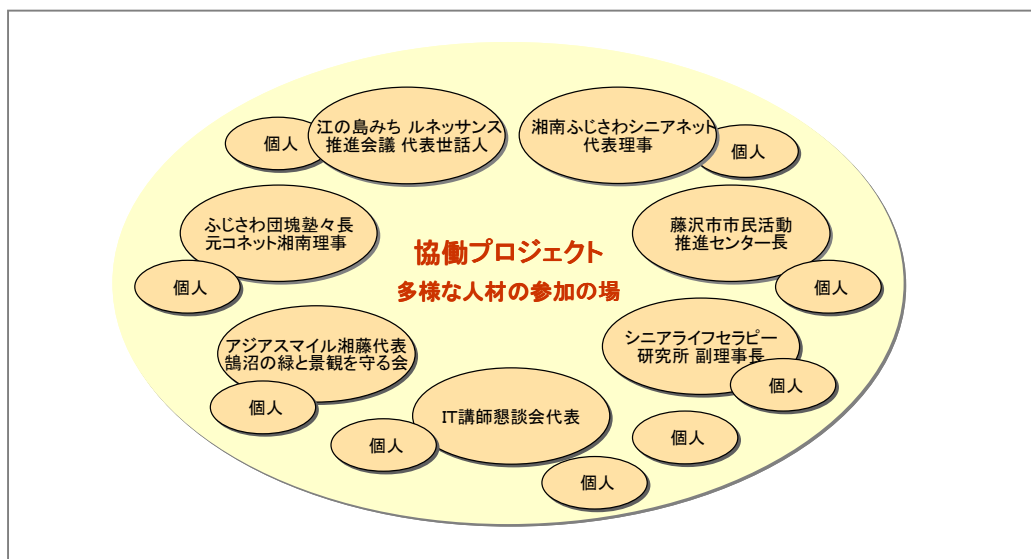 江の島みち ルネッサンス
推進会議 代表世話人
個人
湘南ふじさわシニアネット
代表理事
個人
ふじさわ団塊塾々長
元コネット湘南理事
個人
藤沢市市民活動
推進センター長
個人
協働プロジェクト
多様な人材の参加の場
アジアスマイル湘藤代表
鵠沼の緑と景観を守る会
個人
シニアライフセラピー
研究所 副理事長
個人
IT講師懇談会代表
個人
個人
個人